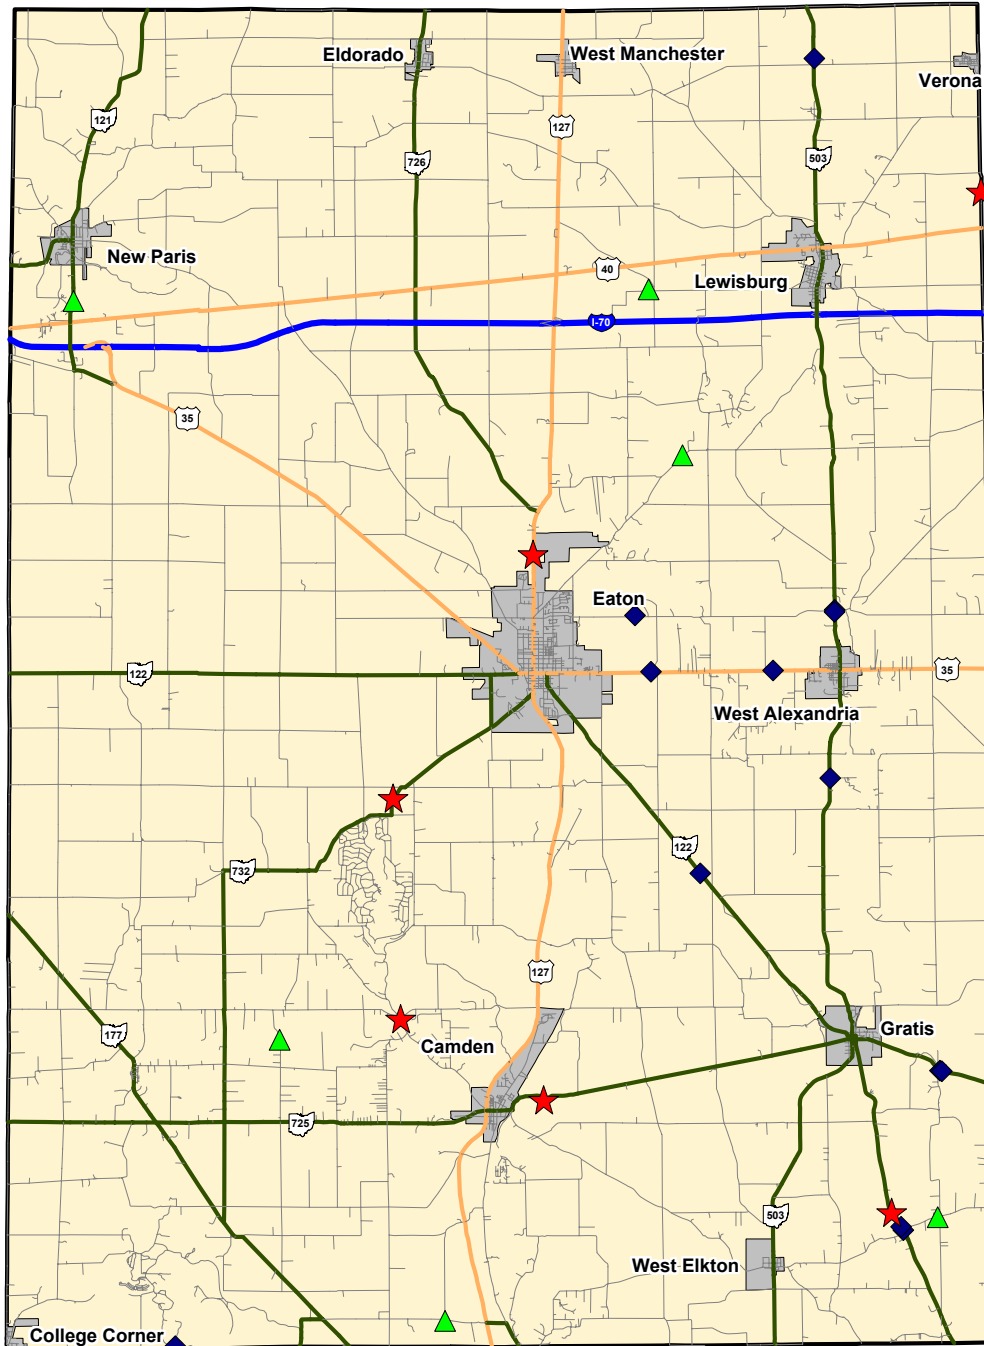 Eldorado
West Manchester
Verona
121
127
726
503
New Paris
40
Lewisburg
I-70
35
Eaton
122
35
West Alexandria
122
732
127
177
Gratis
Camden
725
503
West Elkton
College Corner